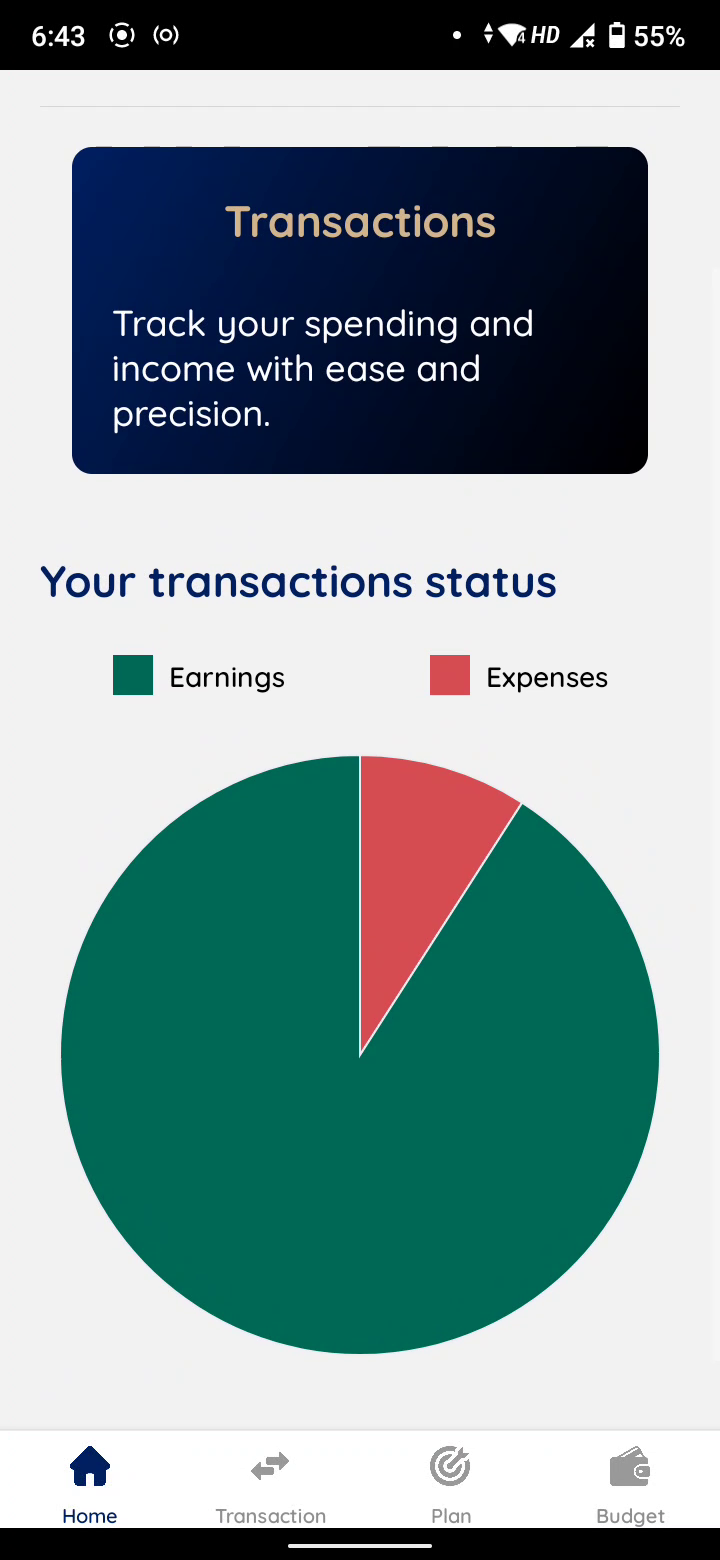 6:43 4 HD 55%
Transactions
Track your spending and
income with ease and
precision.
Your transactions status
Earnings Expenses
Home Transaction Plan Budget